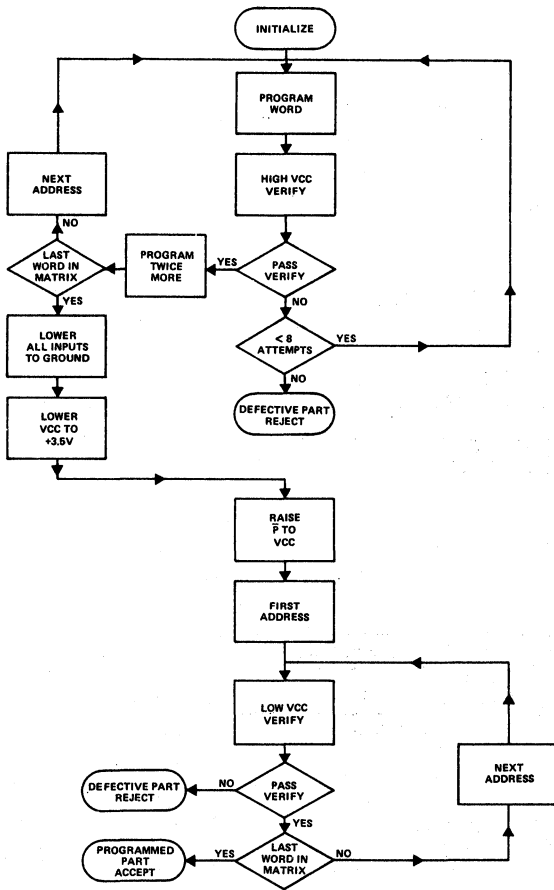 INITIALIZE
PROGRAM
WORD
HIGH VCC
VERIFY
PASS
VERIFY
YES
NO
PROGRAM
TWICE
MORE
LAST
WORD IN
MATRIX
NO
YES
NEXT
ADDRESS
< 8
ATTEMPTS
YES
NO
DEFECTIVE PART
REJECT
LOWER
ALL INPUTS
TO GROUND
LOWER
VCC TO
+3.5V
RAISE
P̅ TO
VCC
FIRST
ADDRESS
LOW VCC
VERIFY
PASS
VERIFY
NO
YES
DEFECTIVE PART
REJECT
LAST
WORD IN
MATRIX
YES
NO
PROGRAMMED
PART
ACCEPT
NEXT
ADDRESS